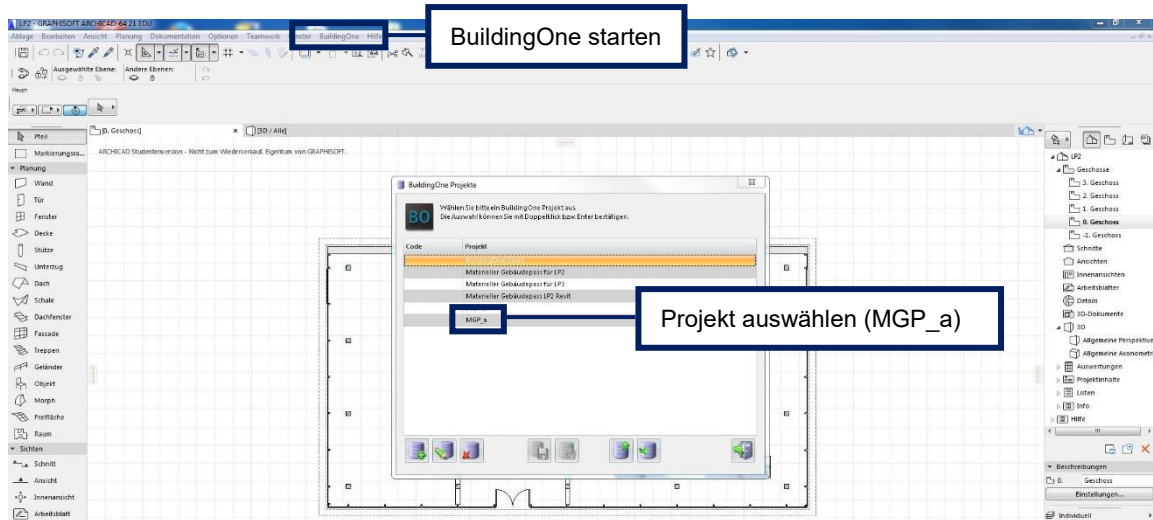 LP2 - GRAPHISOFT ARCHICAD-64 21 EDU
Ablage Bearbeiten Ansicht Planung Dokumentation Optionen Teamwork Fenster BuildingOne Hilfe
BuildingOne starten
Ausgewählte Ebene: Andere Ebenen:
Haupt:
[0. Geschoss]
[3D / Alle]
ARCHICAD Studentenversion - Nicht zum Wiederverkauf. Eigentum von GRAPHISOFT.
Pfeil
Markierungsra...
Planung
Wand
Tür
Fenster
Decke
Stütze
Unterzug
Dach
Schale
Dachfenster
Fassade
Treppen
Geländer
Objekt
Morph
Freifläche
Raum
Sichten
Schnitt
Ansicht
Innenansicht
Arbeitsblatt
BuildingOne Projekte
BO
Wählen Sie bitte ein BuildingOne Projekt aus.
Die Auswahl können Sie mit Doppelklick bzw. Enter bestätigen.
Code Projekt
Materieller Gebäudepass für LP2
Materieller Gebäudepass für LP3
Materieller Gebäudepass LP2 Revit
MGP_a
Projekt auswählen (MGP_a)
LP2
Geschosse
3. Geschoss
2. Geschoss
1. Geschoss
0. Geschoss
-1. Geschoss
Schnitte
Ansichten
Innenansichten
Arbeitsblätter
Details
3D-Dokumente
3D
Allgemeine Perspektive
Allgemeine Axonometri
Auswertungen
Projektinhalte
Listen
Info
Hilfe
Beschreibungen
0. Geschoss
Einstellungen...
Individuell